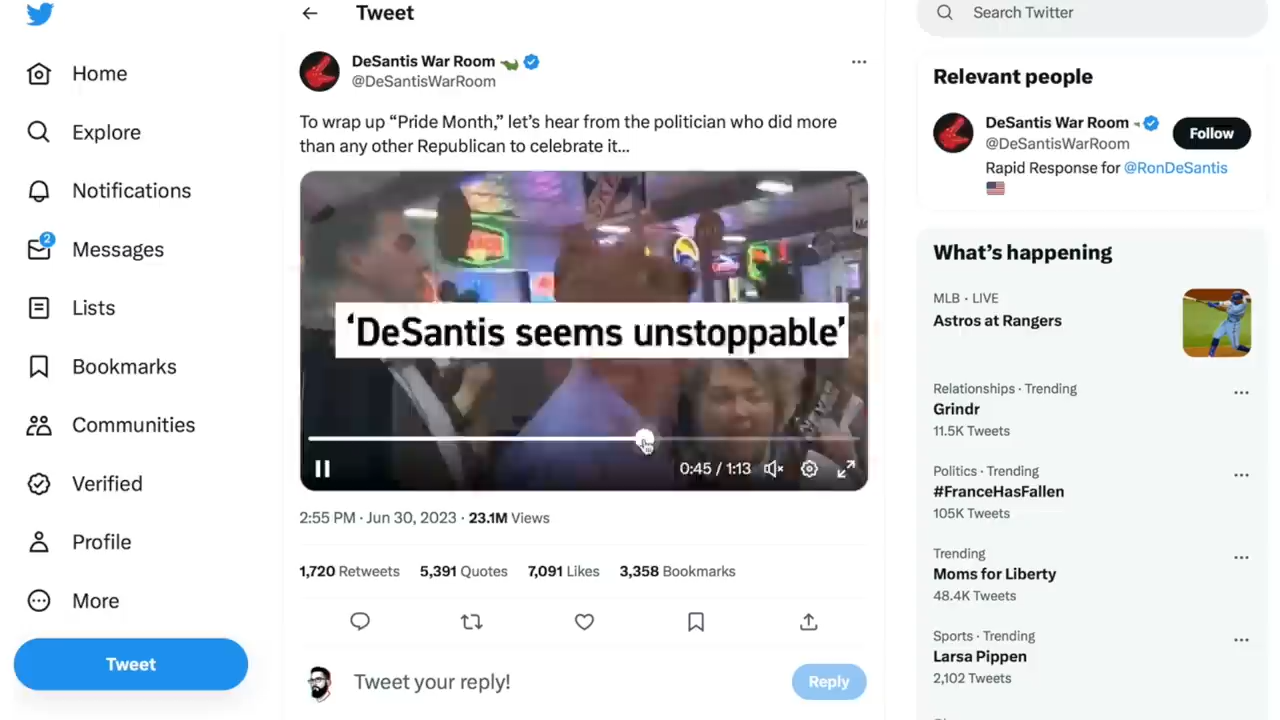 Home
Explore
Notifications
2
Messages
Lists
Bookmarks
Communities
Verified
Profile
More
Tweet
Tweet
DeSantis War Room
@DeSantisWarRoom
To wrap up “Pride Month,” let’s hear from the politician who did more
than any other Republican to celebrate it...
‘DeSantis seems unstoppable’
0:45 / 1:13
2:55 PM · Jun 30, 2023 · 23.1M Views
1,720 Retweets 5,391 Quotes 7,091 Likes 3,358 Bookmarks
Tweet your reply!
Reply
Search Twitter
Relevant people
DeSantis War Room
@DeSantisWarRoom
Follow
Rapid Response for @RonDeSantis
What’s happening
MLB · LIVE
Astros at Rangers
Relationships · Trending
Grindr
11.5K Tweets
Politics · Trending
#FranceHasFallen
105K Tweets
Trending
Moms for Liberty
48.4K Tweets
Sports · Trending
Larsa Pippen
2,102 Tweets